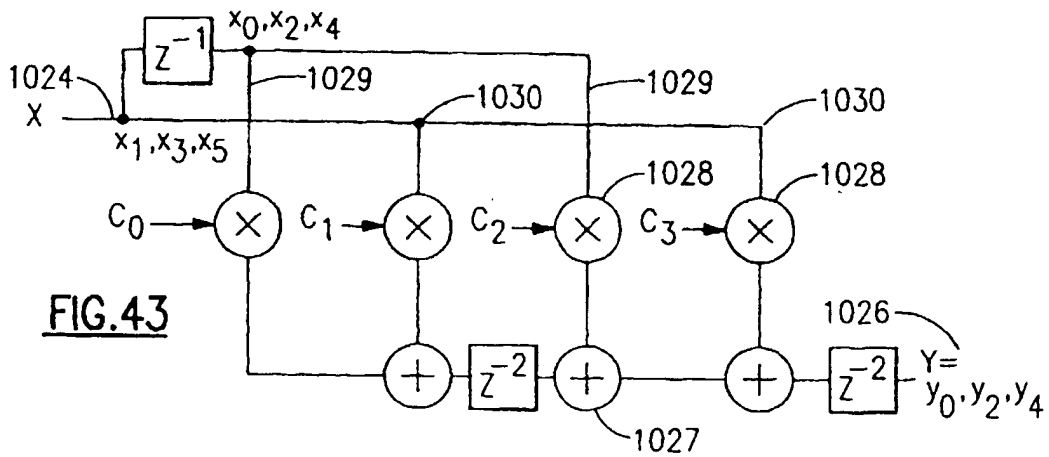 x₀,x₂,x₄
Z⁻¹
1029
1029
1024
1030
1030
X
x₁,x₃,x₅
1028
1028
C₀
×
C₁
×
C₂
×
C₃
×
FIG.43
1026
+
Z⁻²
+
+
Z⁻²
Y=
y₀,y₂,y₄
1027